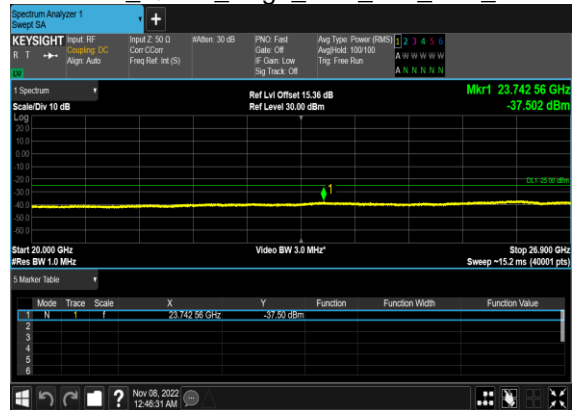 Spectrum Analyzer 1
Swept SA
+
KEYSIGHT Input: RF
R T
Coupling: DC
Align: Auto
Input Z: 50 Ω
Corr CCorr
Freq Ref: Int (S)
#Atten: 30 dB
PNO: Fast
Gate: Off
IF Gain: Low
Sig Track: Off
Avg Type: Power (RMS)
Avg|Hold: 100/100
Trig: Free Run
1 2 3 4 5 6
A W W W W W
A N N N N N
1 Spectrum
Scale/Div 10 dB
Ref Lvl Offset 15.36 dB
Ref Level 30.00 dBm
Mkr1 23.742 56 GHz
-37.502 dBm
Log
20.0
10.0
0.00
-10.0
-20.0
-30.0
-40.0
-50.0
-60.0
1
DL1 -25.00 dBm
Start 20.000 GHz
#Res BW 1.0 MHz
Video BW 3.0 MHz*
Stop 26.900 GHz
Sweep ~15.2 ms (40001 pts)
5 Marker Table
Mode Trace Scale X Y Function Function Width Function Value
1 N 1 f 23.742 56 GHz -37.50 dBm
2
3
4
5
6
?
Nov 08, 2022
12:46:31 AM